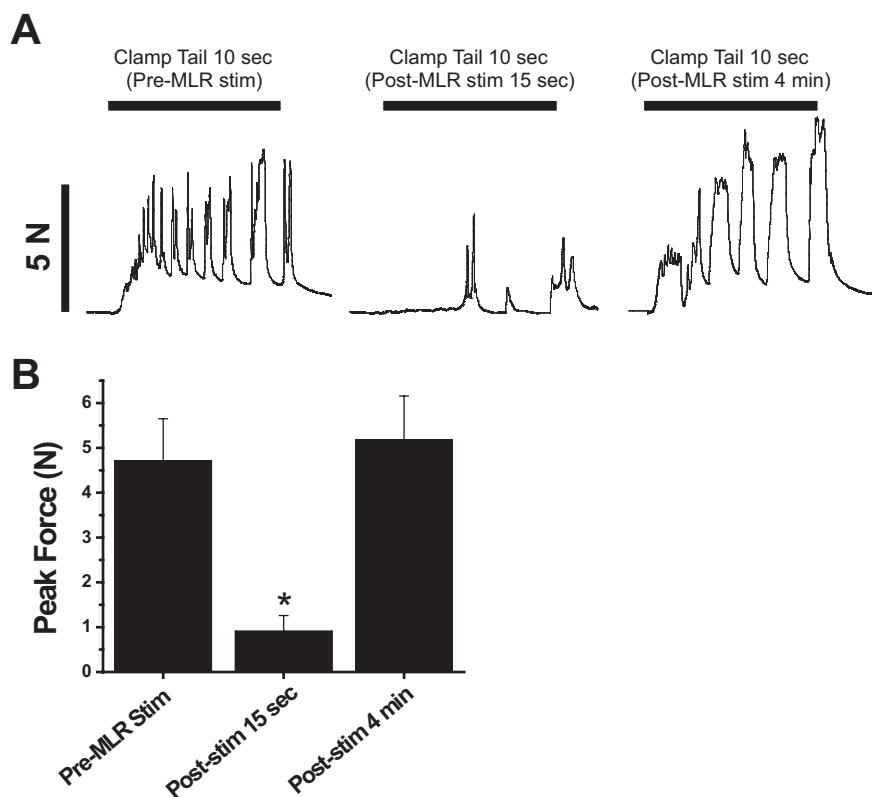 A
Clamp Tail 10 sec
(Pre-MLR stim)
Clamp Tail 10 sec
(Post-MLR stim 15 sec)
Clamp Tail 10 sec
(Post-MLR stim 4 min)
5 N
B
Peak Force (N)
6
5
4
3
2
1
0
*
Pre-MLR Stim
Post-stim 15 sec
Post-stim 4 min